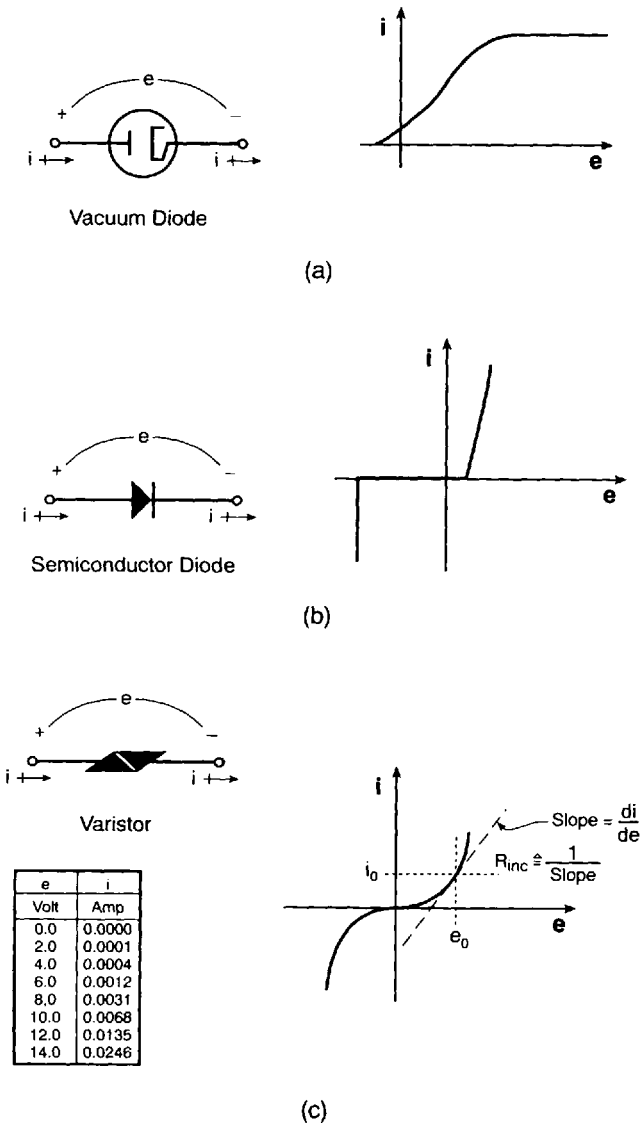 i
e
+ −
i i
e
Vacuum Diode
(a)
i
e
+ −
i i
e
Semiconductor Diode
(b)
e
+ −
i i
Varistor
i
Slope = di/de
i₀
R_inc ≙ 1/Slope
e
e₀
e i
Volt Amp
0.0 0.0000
2.0 0.0001
4.0 0.0004
6.0 0.0012
8.0 0.0031
10.0 0.0068
12.0 0.0135
14.0 0.0246
(c)